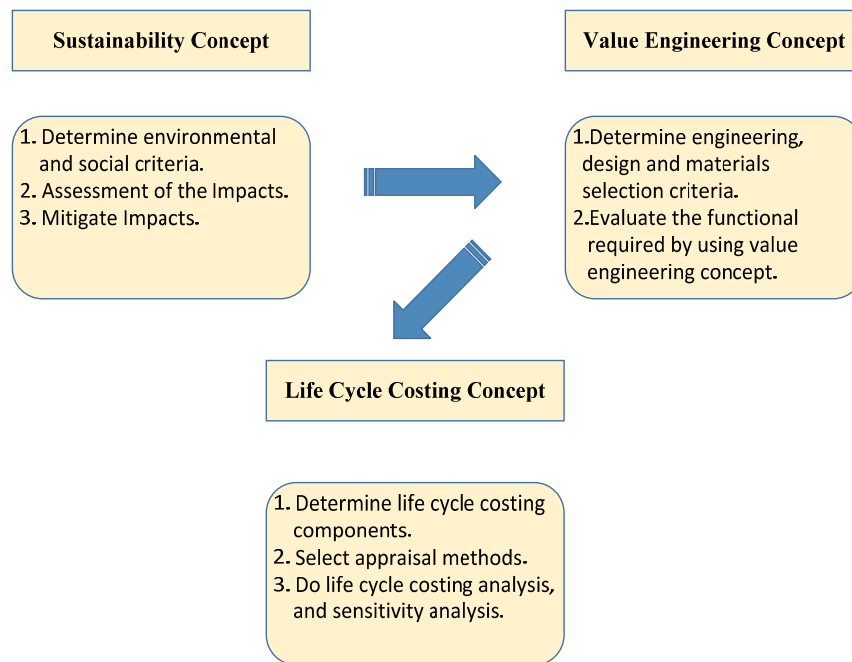 Sustainability Concept
Value Engineering Concept
1. Determine environmental
and social criteria.
2. Assessment of the Impacts.
3. Mitigate Impacts.
1.Determine engineering,
design and materials
selection criteria.
2.Evaluate the functional
required by using value
engineering concept.
Life Cycle Costing Concept
1. Determine life cycle costing
components.
2. Select appraisal methods.
3. Do life cycle costing analysis,
and sensitivity analysis.